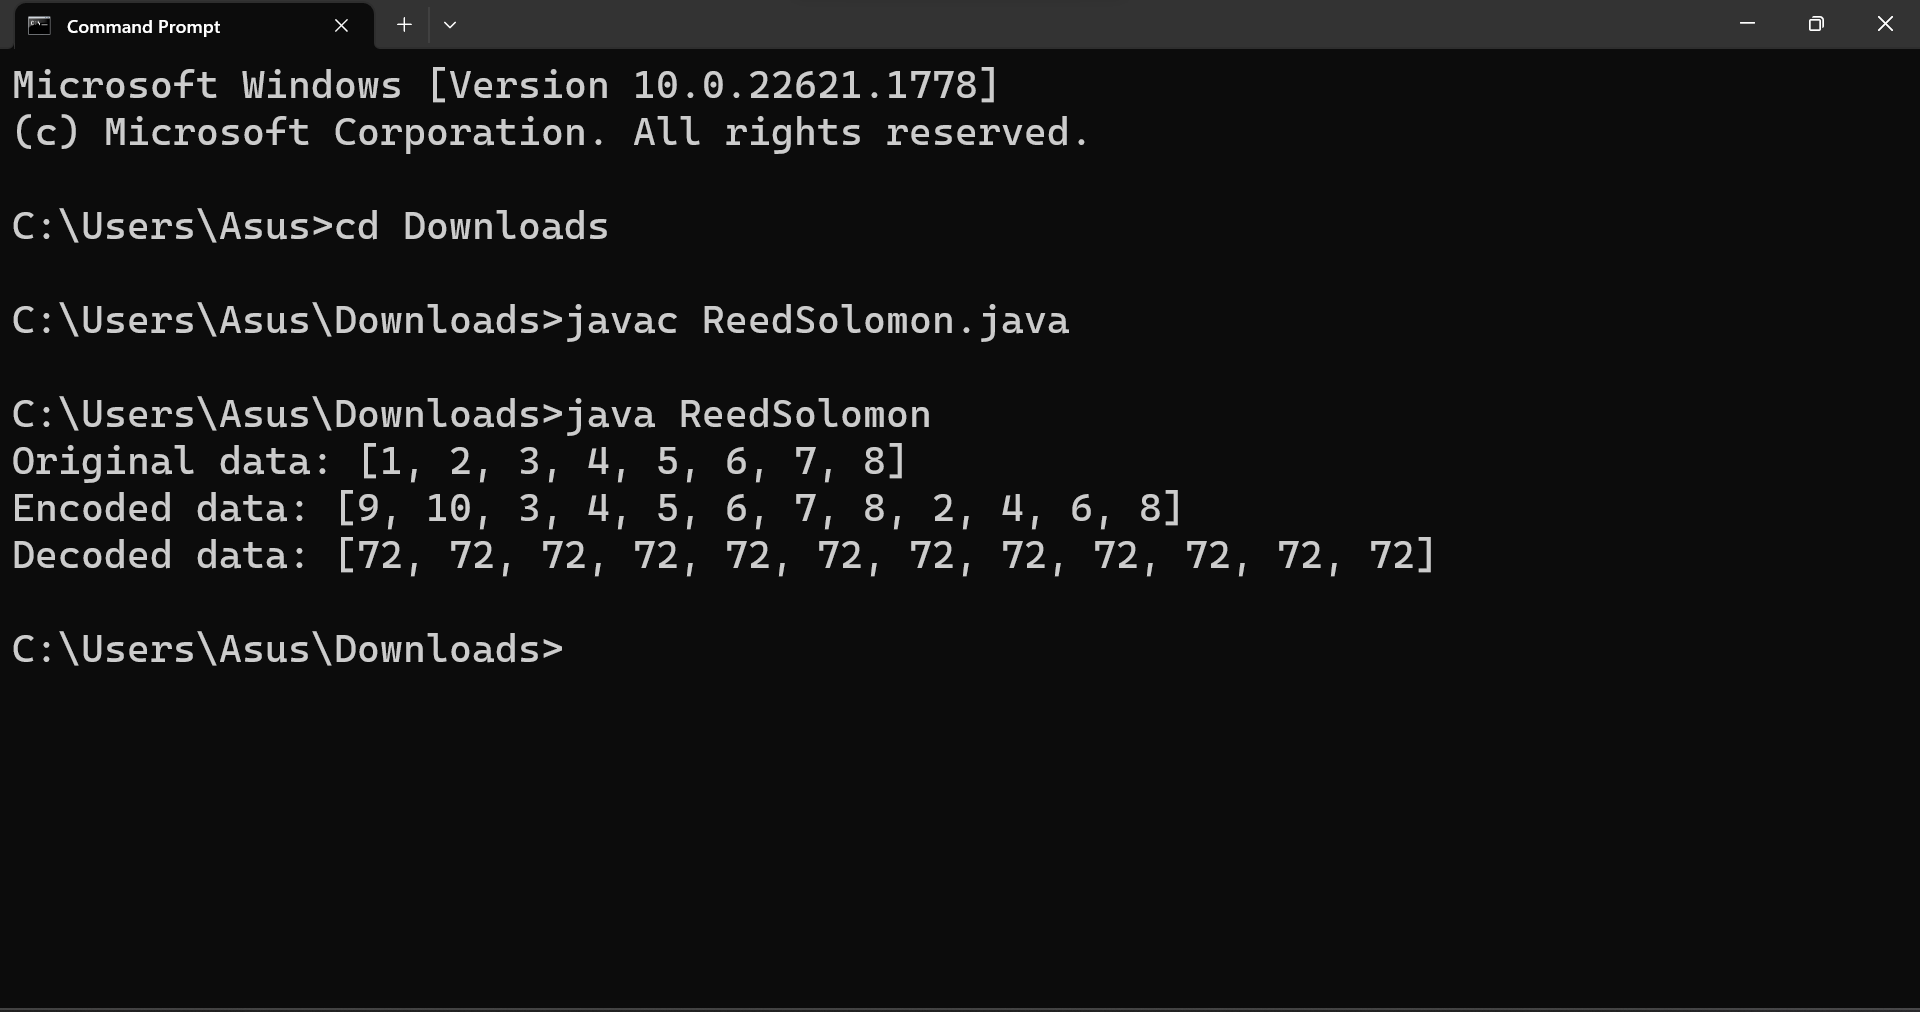 Command Prompt
Microsoft Windows [Version 10.0.22621.1778]
(c) Microsoft Corporation. All rights reserved.
C:\Users\Asus>cd Downloads
C:\Users\Asus\Downloads>javac ReedSolomon.java
C:\Users\Asus\Downloads>java ReedSolomon
Original data: [1, 2, 3, 4, 5, 6, 7, 8]
Encoded data: [9, 10, 3, 4, 5, 6, 7, 8, 2, 4, 6, 8]
Decoded data: [72, 72, 72, 72, 72, 72, 72, 72, 72, 72, 72, 72]
C:\Users\Asus\Downloads>